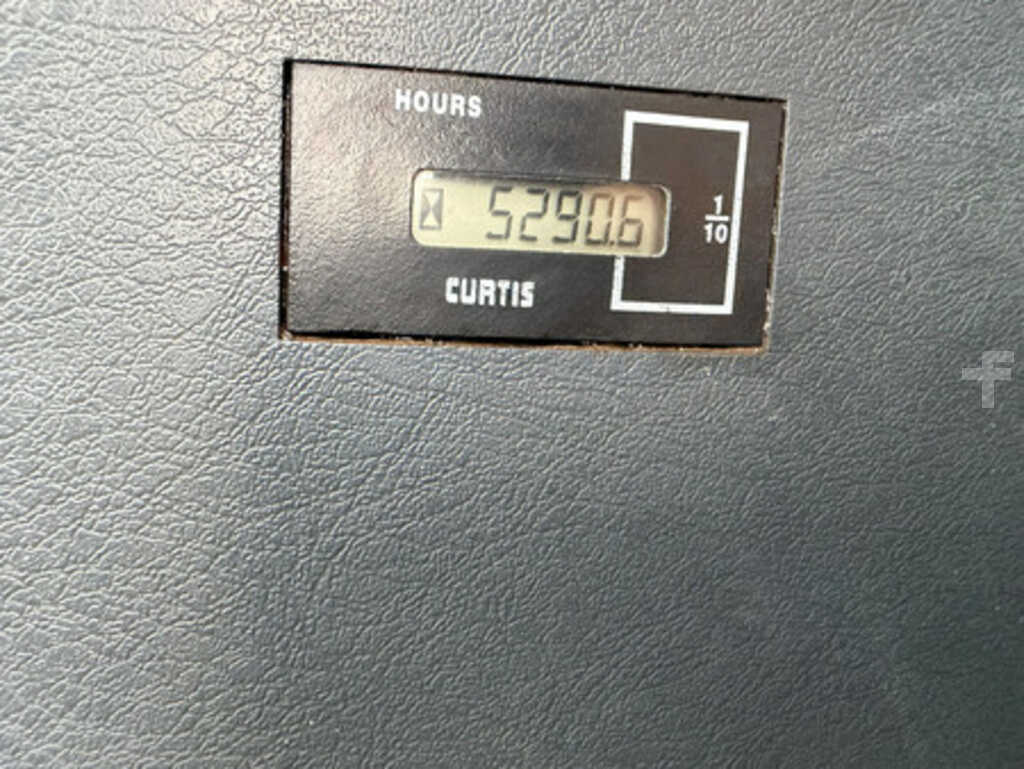 HOURS
5290.6
1/10
CURTIS
f